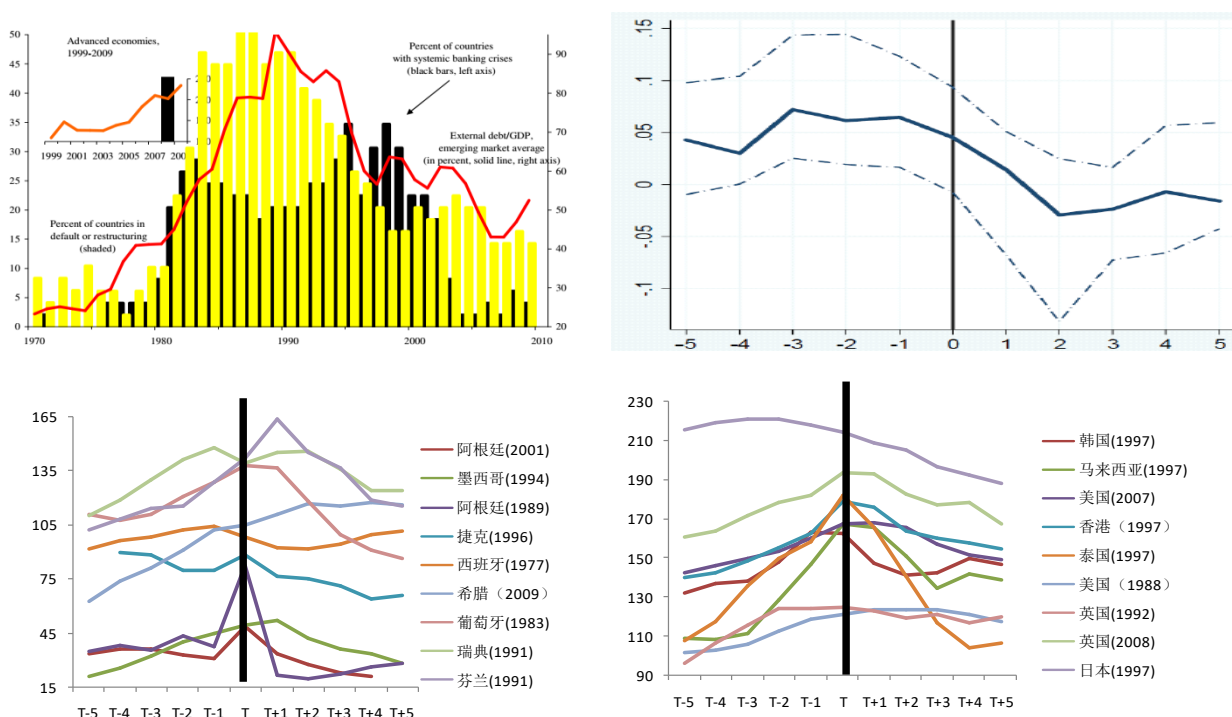 50
45
40
35
30
25
20
15
10
5
0
Advanced economies,
1999-2009
1999 2001 2003 2005 2007
Percent of countries
with systemic banking crises
(black bars, left axis)
External debt/GDP,
emerging market average
(in percent, solid line, right axis)
Percent of countries in
default or restructuring
(shaded)
90
80
70
60
50
40
30
20
1970 1980 1990 2000 2010
.15
.1
.05
0
-.05
-.1
-5 -4 -3 -2 -1 0 1 2 3 4 5
165
135
105
75
45
15
T-5 T-4 T-3 T-2 T-1 T T+1 T+2 T+3 T+4 T+5
阿根廷(2001)
墨西哥(1994)
阿根廷(1989)
捷克(1996)
西班牙(1977)
希腊（2009）
葡萄牙(1983)
瑞典(1991)
芬兰(1991)
230
210
190
170
150
130
110
90
T-5 T-4 T-3 T-2 T-1 T T+1 T+2 T+3 T+4 T+5
韩国(1997)
马来西亚(1997)
美国(2007)
香港（1997)
泰国(1997)
美国（1988)
英国(1992)
英国(2008)
日本(1997)